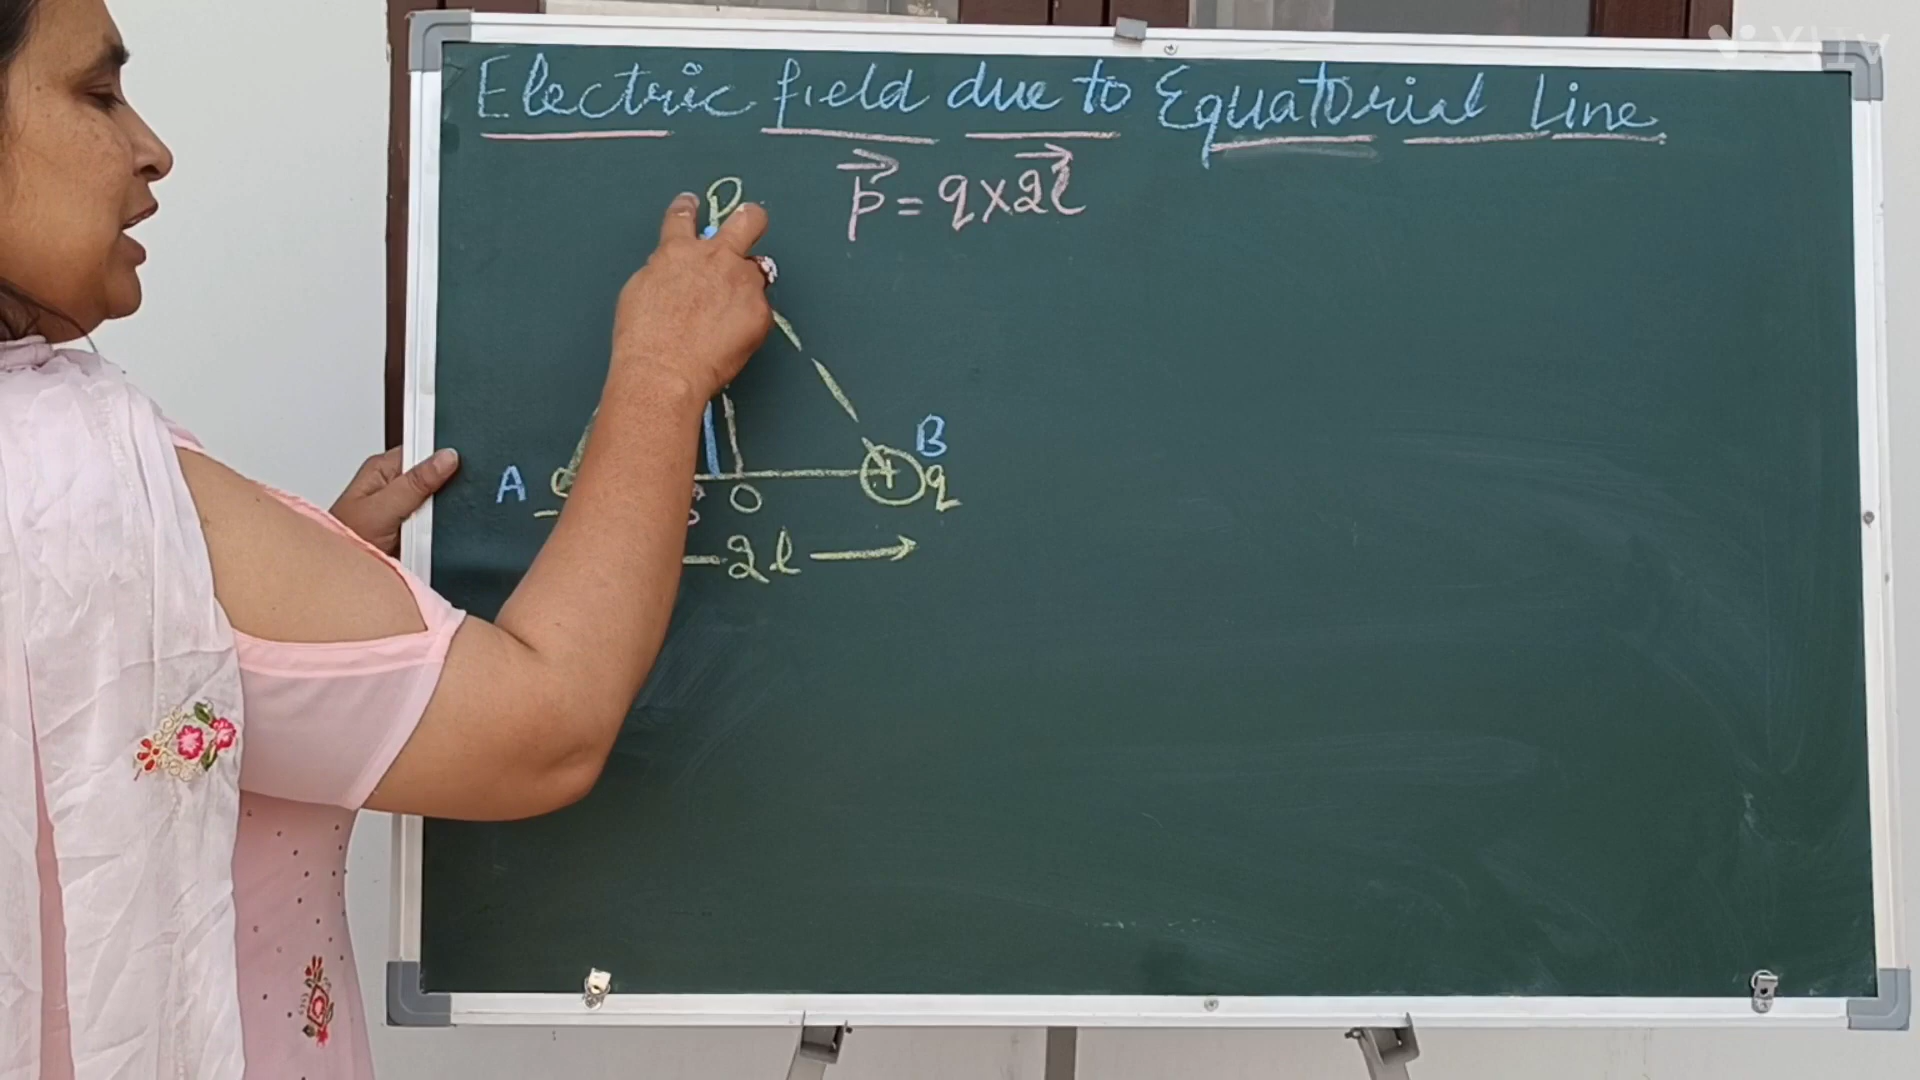 Electric field due to Equatorial Line
P
p = q×2l
B
A
+ q
-
O
2l